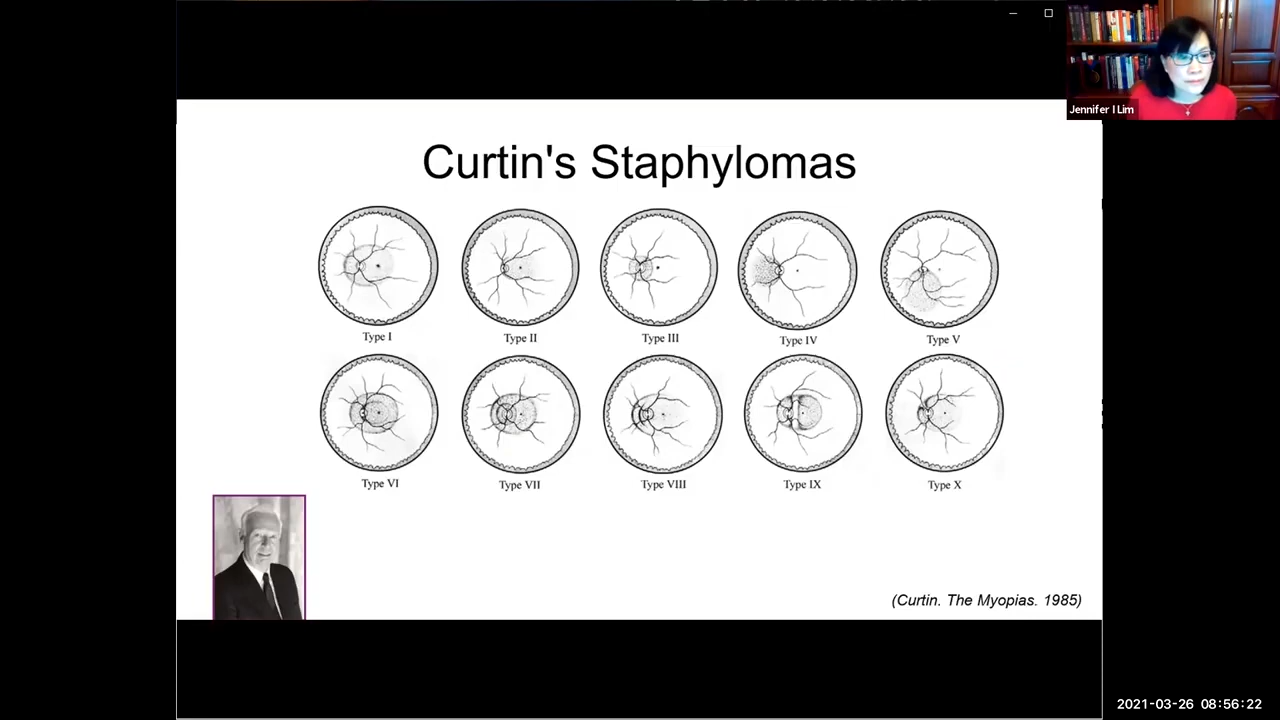 Jennifer I Lim
Curtin's Staphylomas
Type I
Type II
Type III
Type IV
Type V
Type VI
Type VII
Type VIII
Type IX
Type X
(Curtin. The Myopias. 1985)
2021-03-26 08:56:22